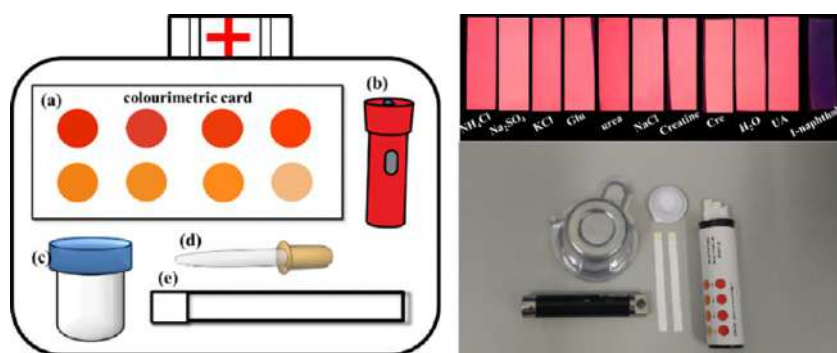 (a)
colourimetric card
(b)
(c)
(d)
(e)
NH₄Cl
Na₂SO₄
KCl
Glu
urea
NaCl
Creatine
Cre
H₂O
UA
1-naphthol